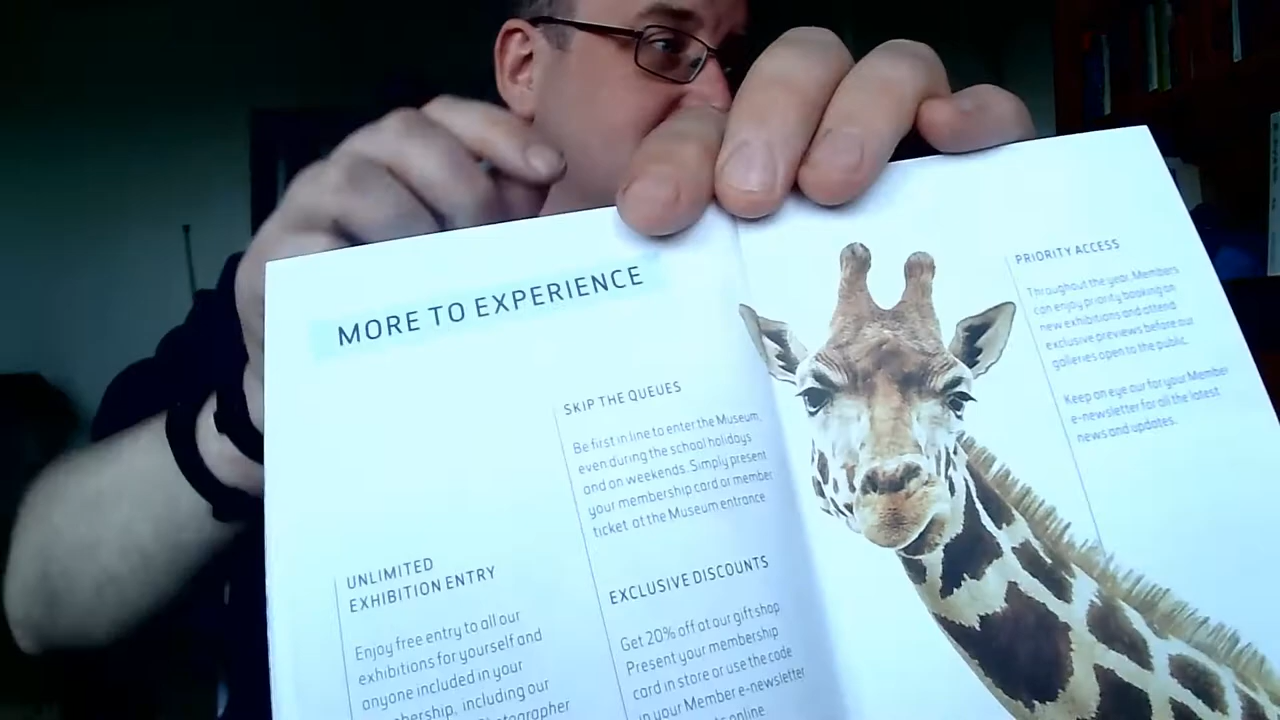 MORE TO EXPERIENCE
UNLIMITED
EXHIBITION ENTRY
Enjoy free entry to all our
exhibitions for yourself and
anyone included in your
including our
SKIP THE QUEUES
Be first in line to enter the Museum,
even during the school holidays
and on weekends. Simply present
your membership card or member
ticket at the Museum entrance
EXCLUSIVE DISCOUNTS
Get 20% off at our gift shop
Present your membership
card in store or use the code
in your Member e-newsletter
online
PRIORITY ACCESS
Throughout the year, Members
can enjoy priority booking on
new exhibitions and attend
exclusive previews before our
galleries open to the public.
Keep an eye our for your Member
e-newsletter for all the latest
news and updates.